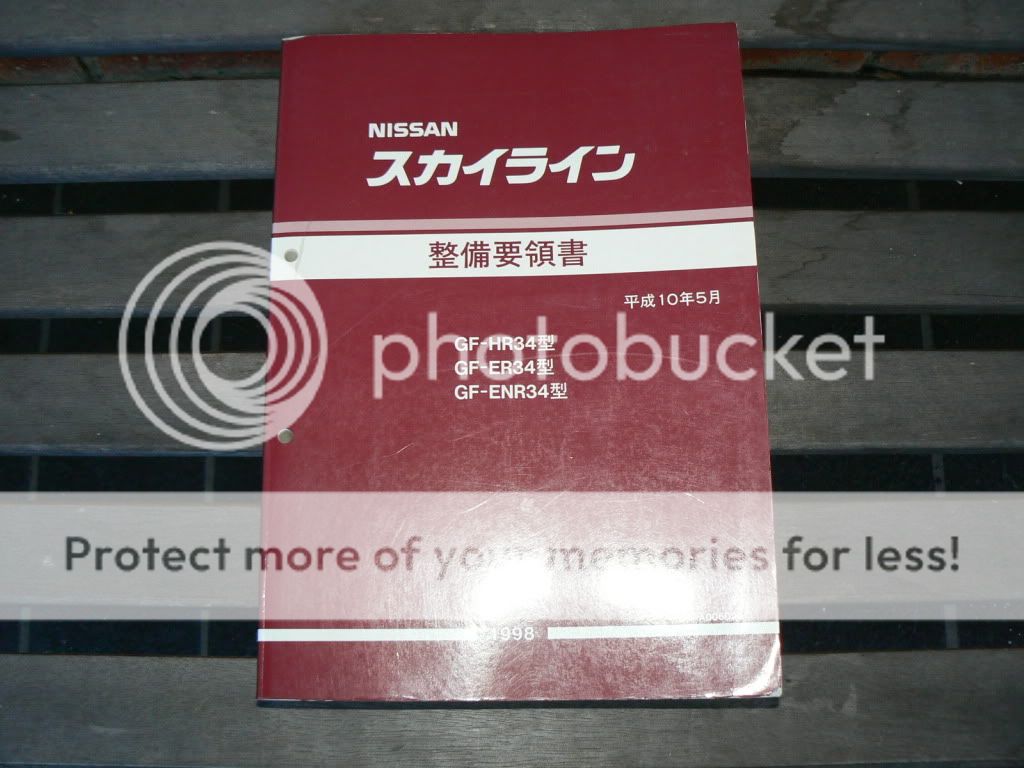 NISSAN
スカイライン
整備要領書
平成10年5月
GF-HR34型
GF-ER34型
GF-ENR34型
photobucket
Protect more of your memories for less!
1998